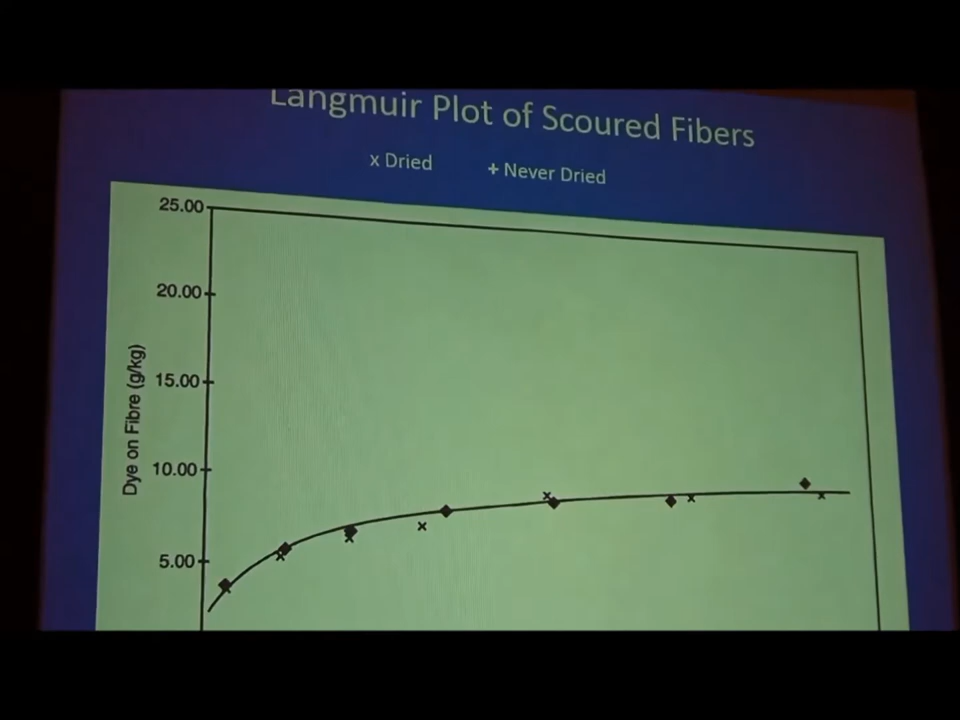 Langmuir Plot of Scoured Fibers
x Dried + Never Dried
25.00
20.00
15.00
10.00
5.00
Dye on Fibre (g/kg)